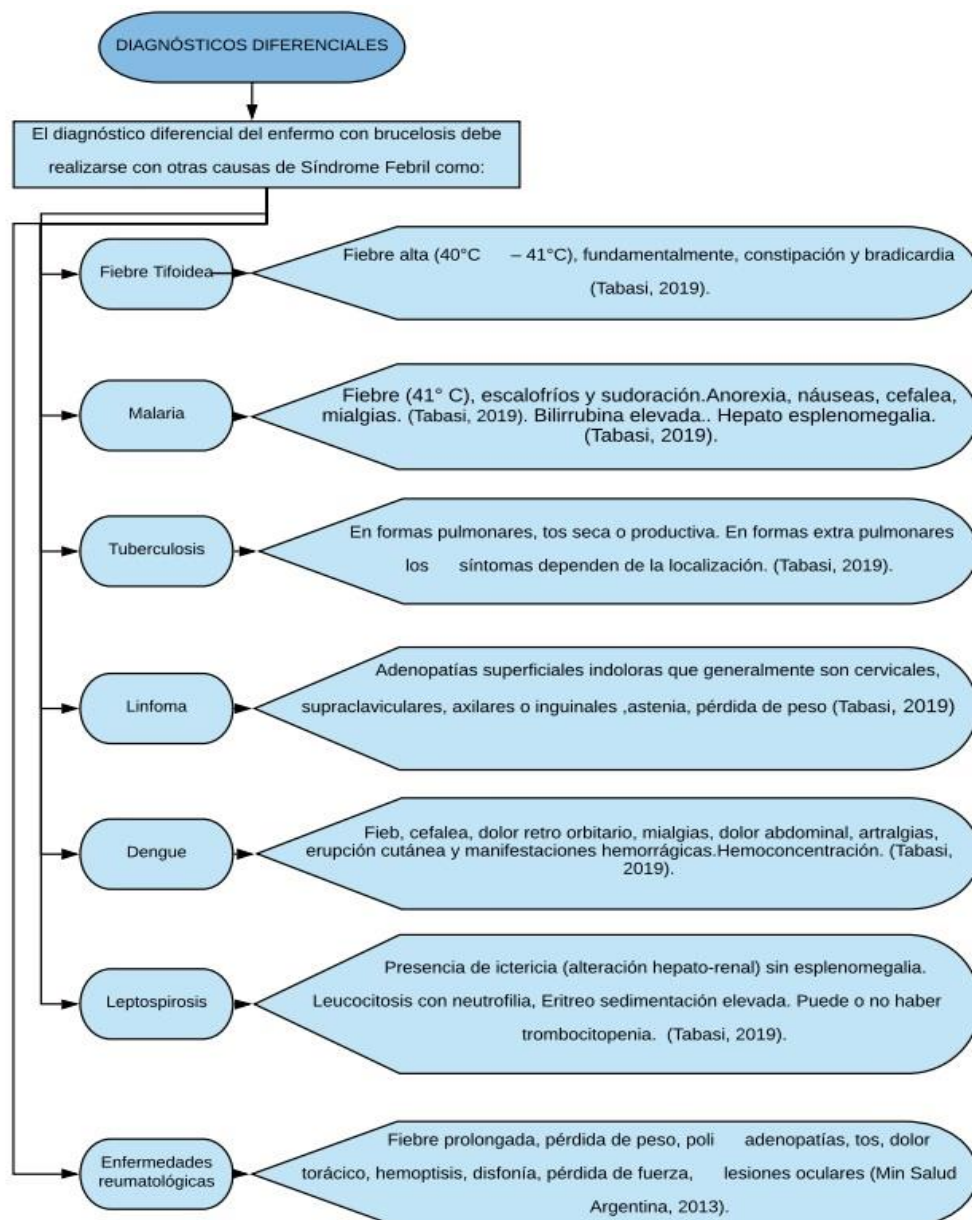 DIAGNÓSTICOS DIFERENCIALES
El diagnóstico diferencial del enfermo con brucelosis debe
realizarse con otras causas de Síndrome Febril como:
Fiebre Tifoidea
Fiebre alta (40°C – 41°C), fundamentalmente, constipación y bradicardia
(Tabasi, 2019).
Malaria
Fiebre (41° C), escalofríos y sudoración.Anorexia, náuseas, cefalea,
mialgias. (Tabasi, 2019). Bilirrubina elevada.. Hepato esplenomegalia.
(Tabasi, 2019).
Tuberculosis
En formas pulmonares, tos seca o productiva. En formas extra pulmonares
los síntomas dependen de la localización. (Tabasi, 2019).
Linfoma
Adenopatías superficiales indoloras que generalmente son cervicales,
supraclaviculares, axilares o inguinales ,astenia, pérdida de peso (Tabasi, 2019)
Dengue
Fieb, cefalea, dolor retro orbitario, mialgias, dolor abdominal, artralgias,
erupción cutánea y manifestaciones hemorrágicas.Hemoconcentración. (Tabasi,
2019).
Leptospirosis
Presencia de ictericia (alteración hepato-renal) sin esplenomegalia.
Leucocitosis con neutrofilia, Eritreo sedimentación elevada. Puede o no haber
trombocitopenia. (Tabasi, 2019).
Enfermedades
reumatológicas
Fiebre prolongada, pérdida de peso, poli adenopatías, tos, dolor
torácico, hemoptisis, disfonía, pérdida de fuerza, lesiones oculares (Min Salud
Argentina, 2013).